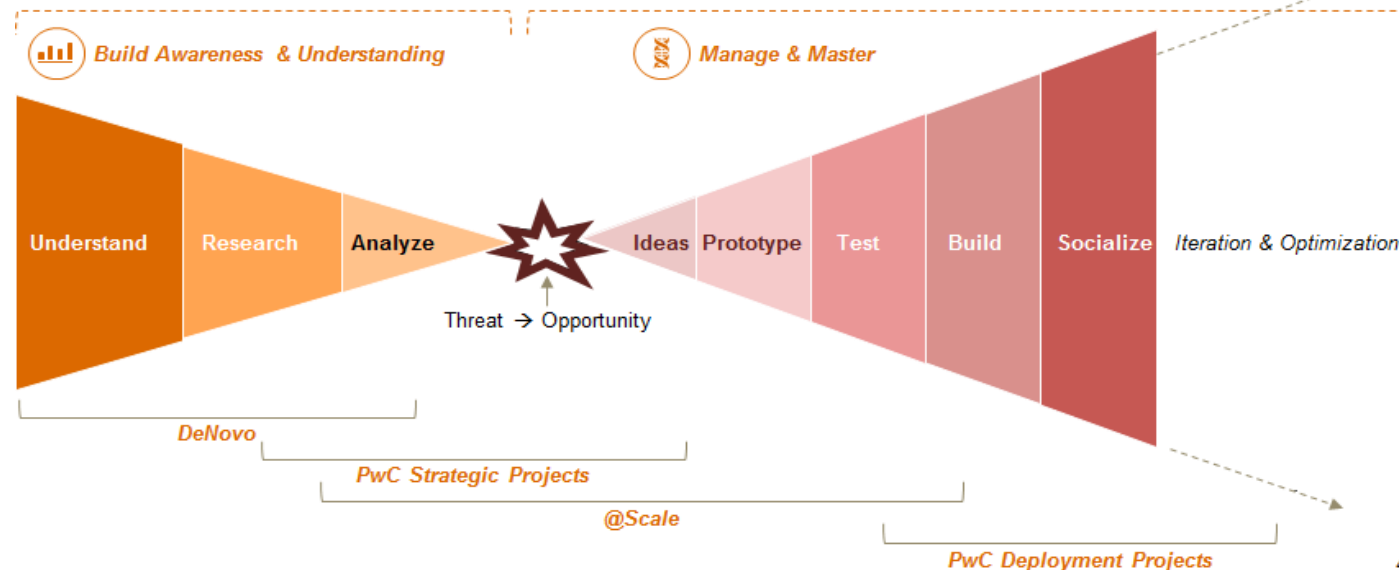 Build Awareness & Understanding
Manage & Master
Understand
Research
Analyze
Ideas
Prototype
Test
Build
Socialize
Iteration & Optimization
Threat → Opportunity
DeNovo
PwC Strategic Projects
@Scale
PwC Deployment Projects